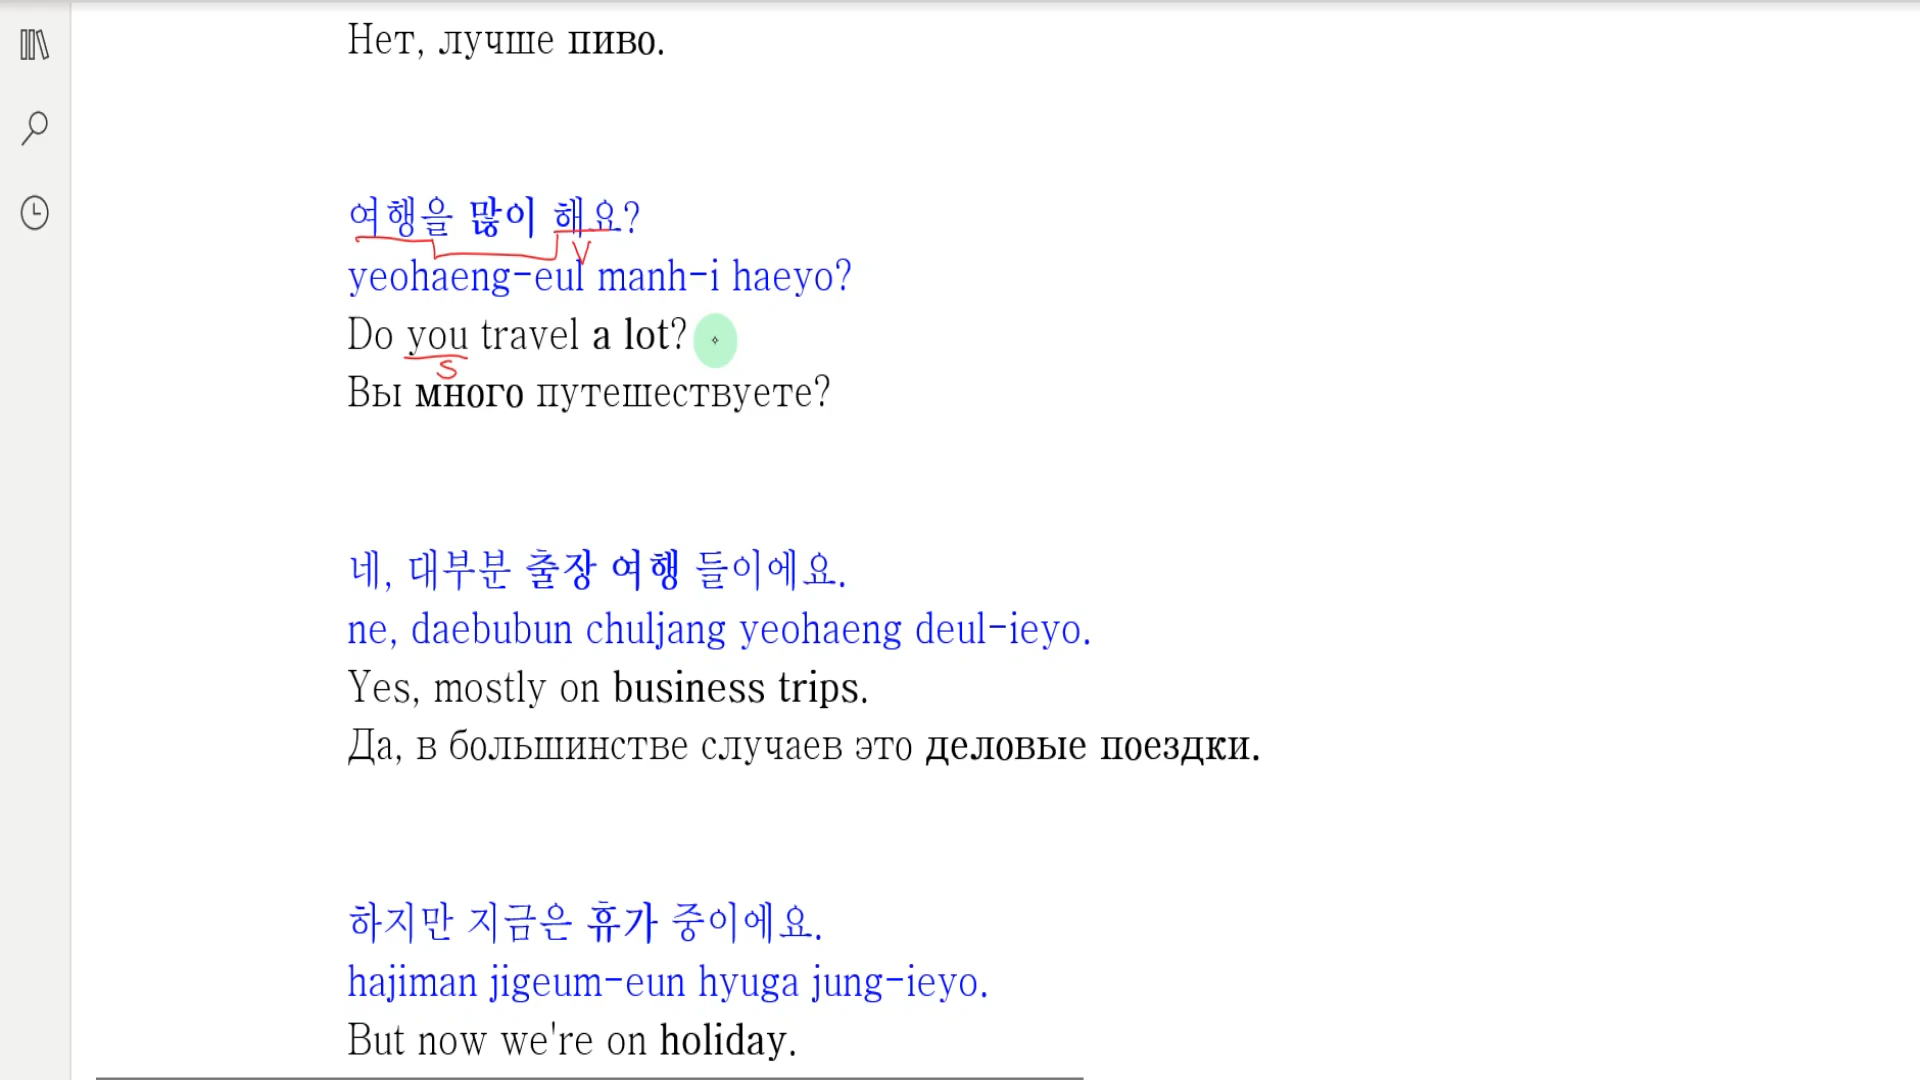 Нет, лучше пиво.
여행을 많이 해요?
V
yeohaeng-eul manh-i haeyo?
Do you travel a lot?
S
Вы много путешествуете?
네, 대부분 출장 여행 들이에요.
ne, daebubun chuljang yeohaeng deul-ieyo.
Yes, mostly on business trips.
Да, в большинстве случаев это деловые поездки.
하지만 지금은 휴가 중이에요.
hajiman jigeum-eun hyuga jung-ieyo.
But now we're on holiday.